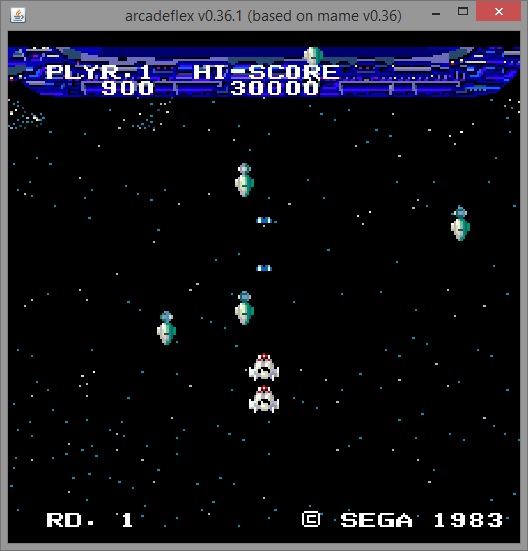 arcadeflex v0.36.1 (based on mame v0.36)
PLYR.1 HI-SCORE
900 30000
RD. 1 © SEGA 1983